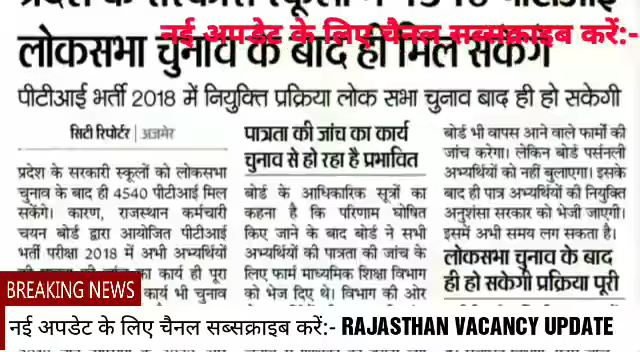 नई अपडेट के लिए चैनल सब्सक्राइब करें:-
लोकसभा चुनाव के बाद ही मिल सकेंगे
पीटीआई भर्ती 2018 में नियुक्ति प्रक्रिया लोक सभा चुनाव बाद ही हो सकेगी
सिटी रिपोर्टर | अजमेर
प्रदेश के सरकारी स्कूलों को लोकसभा
चुनाव के बाद ही 4540 पीटीआई मिल
सकेंगे। कारण, राजस्थान कर्मचारी
चयन बोर्ड द्वारा आयोजित पीटीआई
भर्ती परीक्षा 2018 में अभी अभ्यर्थियों
का कार्य ही पूरा
कार्य भी चुनाव
पात्रता की जांच का कार्य
चुनाव से हो रहा है प्रभावित
बोर्ड के आधिकारिक सूत्रों का
कहना है कि परिणाम घोषित
किए जाने के बाद बोर्ड ने सभी
अभ्यर्थियों की पात्रता की जांच के
लिए फार्म माध्यमिक शिक्षा विभाग
को भेज दिए थे। विभाग की ओर
बोर्ड भी वापस आने वाले फार्मों की
जांच करेगा। लेकिन बोर्ड पर्सनली
अभ्यर्थियों को नहीं बुलाएगा। इसके
बाद ही पात्र अभ्यर्थियों की नियुक्ति
अनुशंसा सरकार को भेजी जाएगी।
इसमें अभी समय लग सकता है।
लोकसभा चुनाव के बाद
ही हो सकेगी प्रक्रिया पूरी
BREAKING NEWS
नई अपडेट के लिए चैनल सब्सक्राइब करें:- RAJASTHAN VACANCY UPDATE